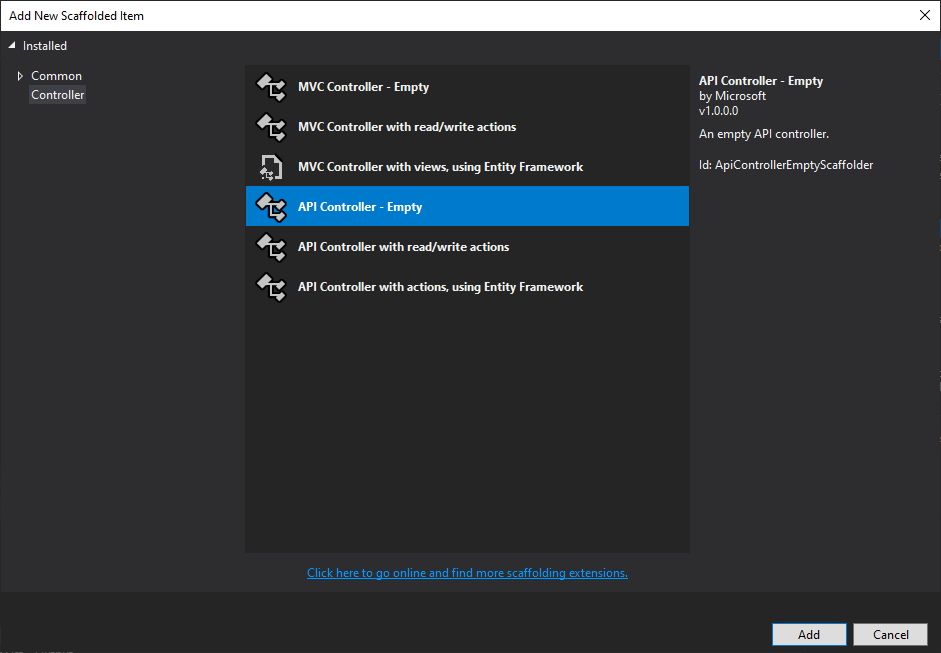 Add New Scaffolded Item
Installed
Common
Controller
MVC Controller - Empty
MVC Controller with read/write actions
MVC Controller with views, using Entity Framework
API Controller - Empty
API Controller with read/write actions
API Controller with actions, using Entity Framework
Click here to go online and find more scaffolding extensions.
API Controller - Empty
by Microsoft
v1.0.0.0
An empty API controller.
Id: ApiControllerEmptyScaffolder
Add
Cancel